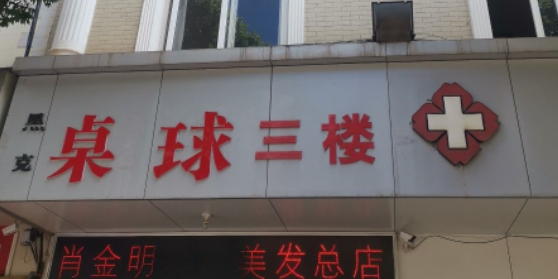 黑克
桌球三楼
肖金明 美发总店